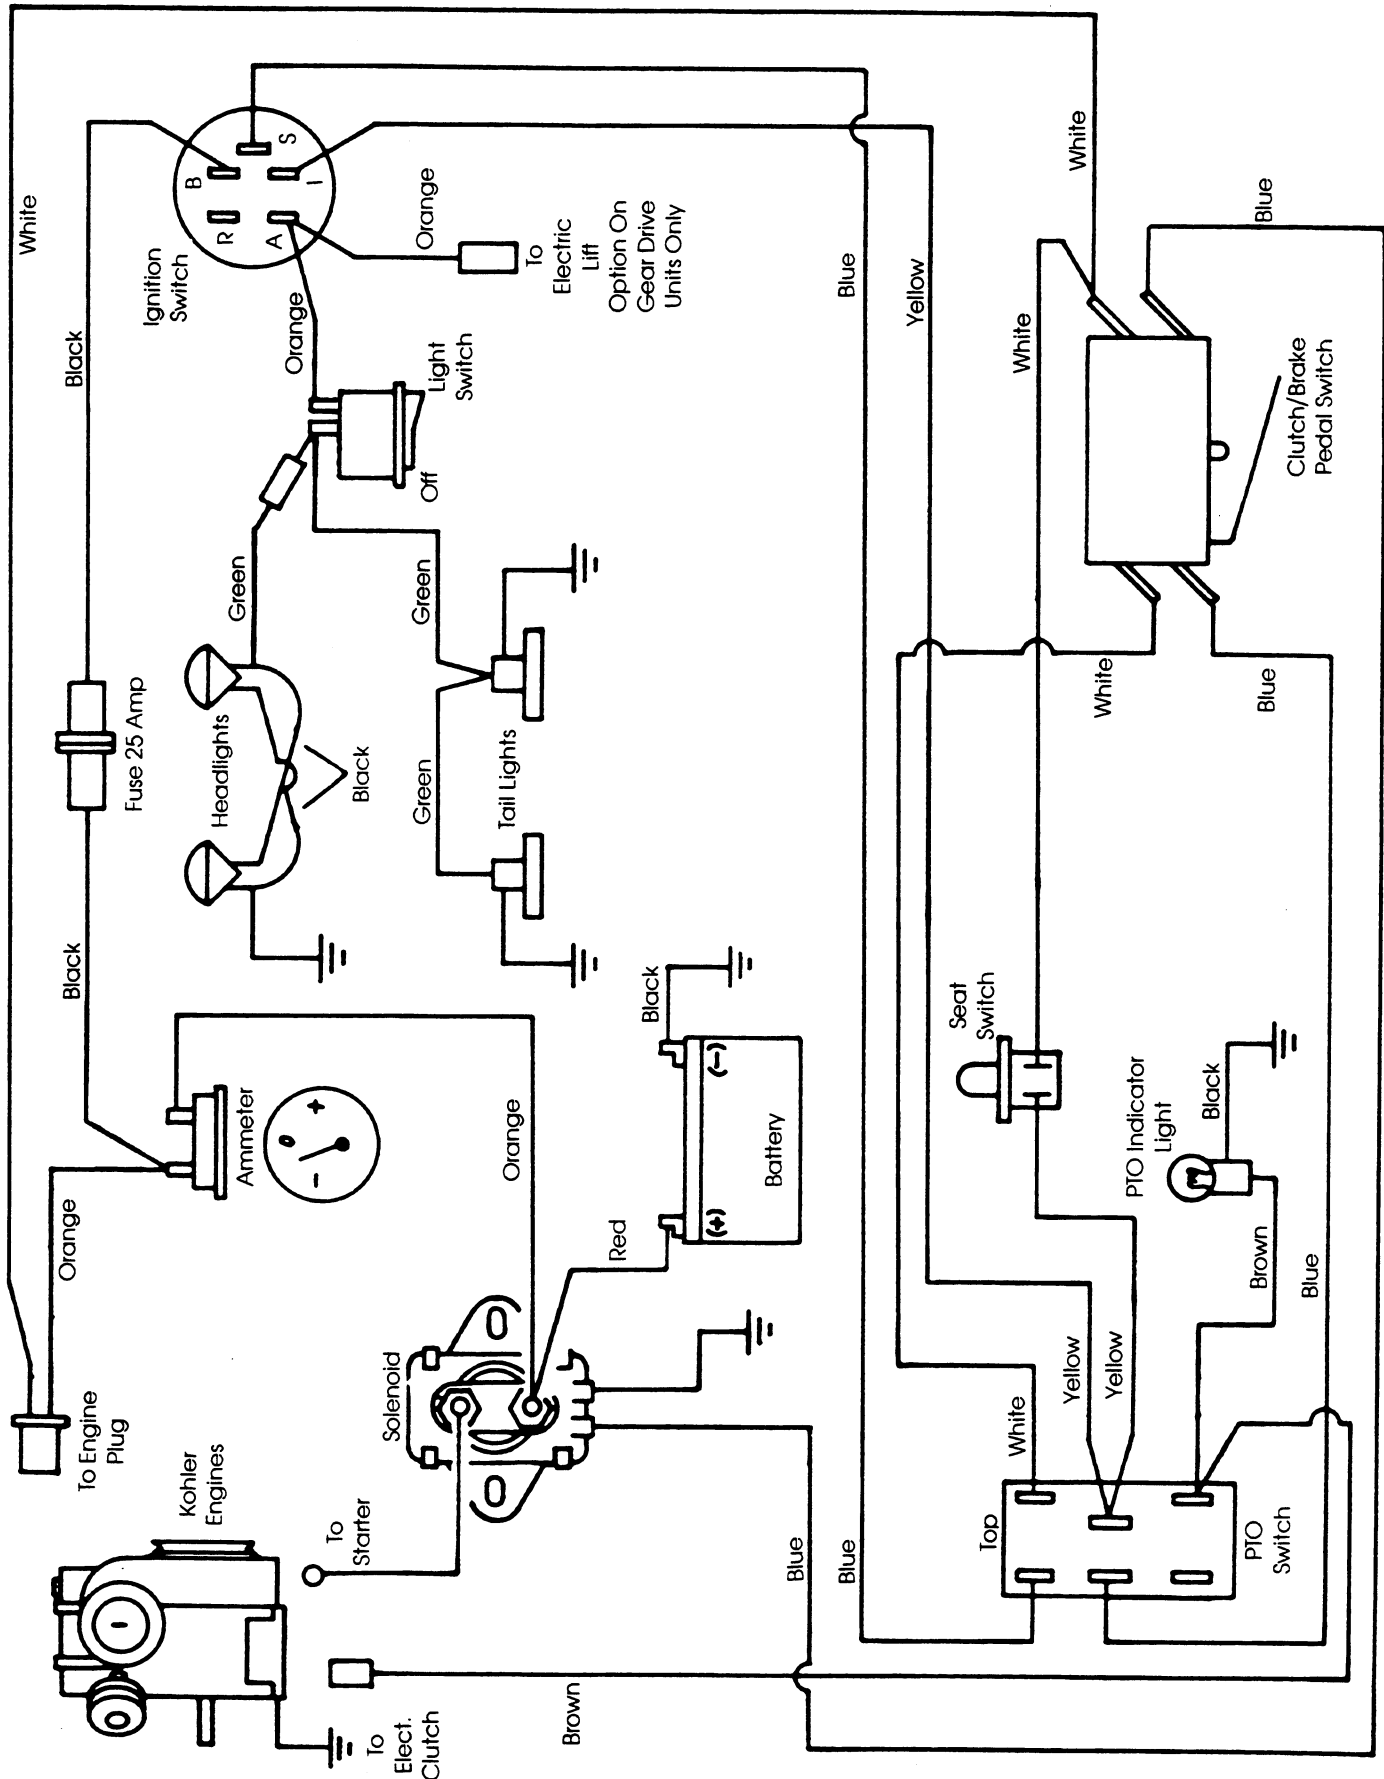 White
Black
Ignition
Switch
B
S
R
A
I
Orange
To
Electric
Lift
Option On
Gear Drive
Units Only
Orange
Light
Switch
Off
Blue
Yellow
White
White
Blue
Clutch/Brake
Pedal Switch
Fuse 25 Amp
Green
Headlights
Black
Green
Green
Tail Lights
White
Blue
Black
Ammeter
+
0
−
Orange
Orange
Black
(−)
(+)
Battery
Red
Seat
Switch
PTO Indicator
Light
Black
Brown
Blue
To Engine
Plug
Kohler
Engines
To
Starter
Solenoid
Blue
Blue
White
Yellow
Yellow
Top
PTO
Switch
To
Elect.
Clutch
Brown